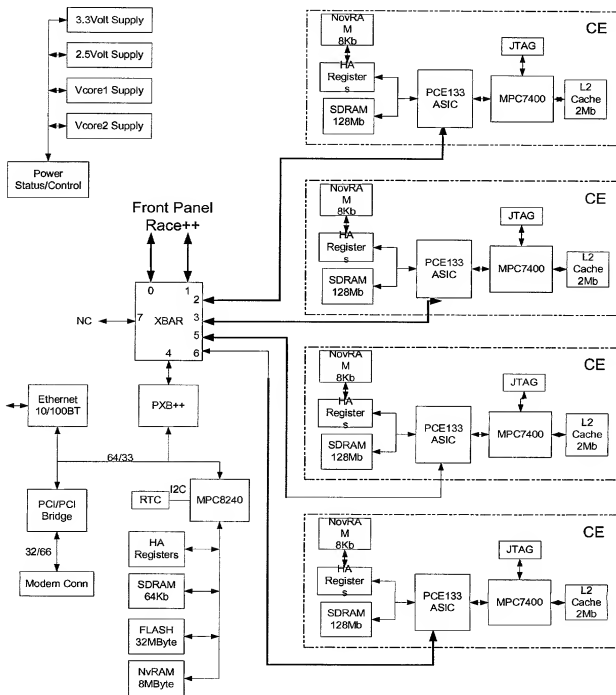 3.3Volt Supply
2.5Volt Supply
Vcore1 Supply
Vcore2 Supply
Power
Status/Control
Front Panel
Race++
0
1
2
3
5
6
7
4
XBAR
NC
PXB++
Ethernet
10/100BT
64/33
PCI/PCI
Bridge
32/66
Modem Conn
RTC
I2C
MPC8240
HA
Registers
SDRAM
64Kb
FLASH
32MByte
NvRAM
8MByte
CE
NovRA
M
8Kb
HA
Register
s
SDRAM
128Mb
PCE133
ASIC
JTAG
MPC7400
L2
Cache
2Mb
CE
NovRA
M
8Kb
HA
Register
s
SDRAM
128Mb
PCE133
ASIC
JTAG
MPC7400
L2
Cache
2Mb
CE
NovRA
M
8Kb
HA
Register
s
SDRAM
128Mb
PCE133
ASIC
JTAG
MPC7400
L2
Cache
2Mb
CE
NovRA
M
8Kb
HA
Register
s
SDRAM
128Mb
PCE133
ASIC
JTAG
MPC7400
L2
Cache
2Mb